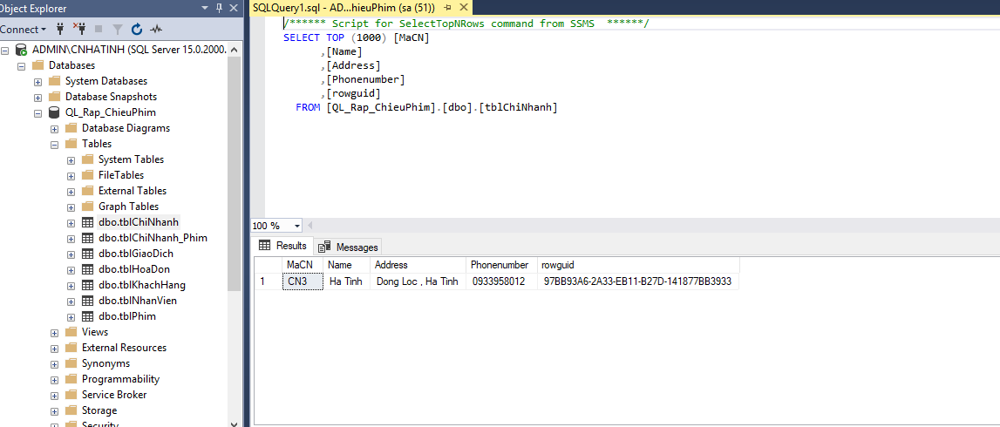 Object Explorer
Connect
ADMIN\CNHATINH (SQL Server 15.0.2000.
Databases
System Databases
Database Snapshots
QL_Rap_ChieuPhim
Database Diagrams
Tables
System Tables
FileTables
External Tables
Graph Tables
dbo.tblChiNhanh
dbo.tblChiNhanh_Phim
dbo.tblGiaoDich
dbo.tblHoaDon
dbo.tblKhachHang
dbo.tblNhanVien
dbo.tblPhim
Views
External Resources
Synonyms
Programmability
Service Broker
Storage
Security
SQLQuery1.sql - AD...hieuPhim (sa (51))
/****** Script for SelectTopNRows command from SSMS ******/
SELECT TOP (1000) [MaCN]
,[Name]
,[Address]
,[Phonenumber]
,[rowguid]
FROM [QL_Rap_ChieuPhim].[dbo].[tblChiNhanh]
100 %
Results Messages
MaCN Name Address Phonenumber rowguid
1 CN3 Ha Tinh Dong Loc , Ha Tinh 0933958012 97BB93A6-2A33-EB11-B27D-141877BB3933